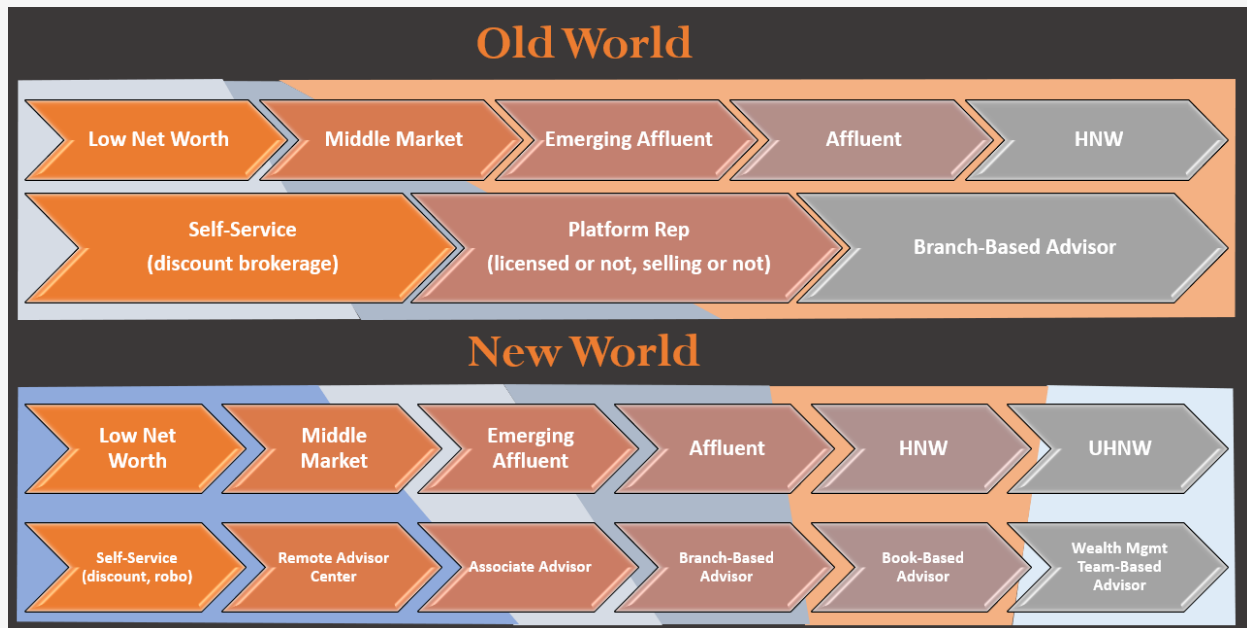 Old World
Low Net Worth
Middle Market
Emerging Affluent
Affluent
HNW
Self-Service
(discount brokerage)
Platform Rep
(licensed or not, selling or not)
Branch-Based Advisor
New World
Low Net
Worth
Middle
Market
Emerging
Affluent
Affluent
HNW
UHNW
Self-Service
(discount, robo)
Remote Advisor
Center
Associate Advisor
Branch-Based
Advisor
Book-Based
Advisor
Wealth Mgmt
Team-Based
Advisor